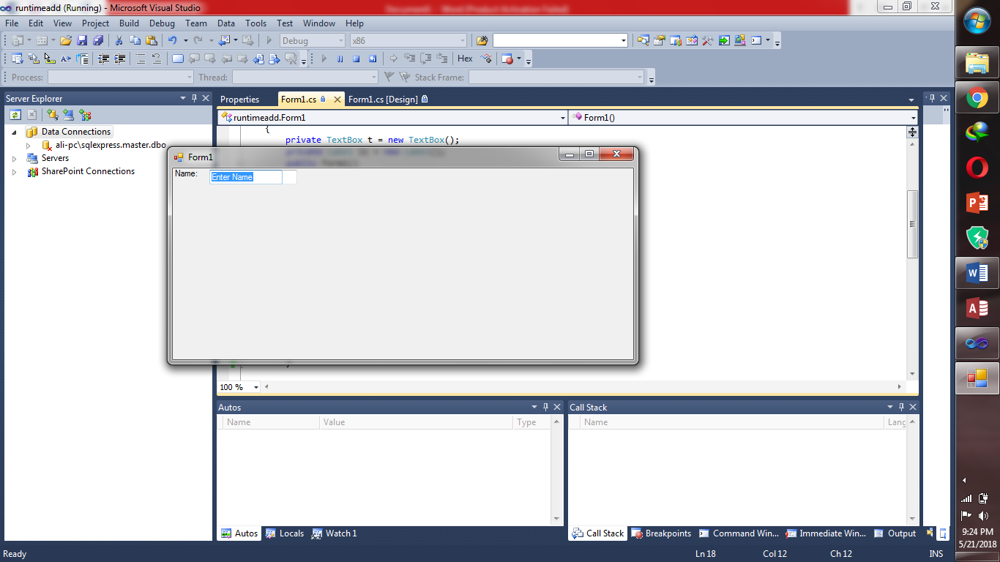 runtimeadd (Running) - Microsoft Visual Studio
File Edit View Project Build Debug Team Data Tools Test Window Help
Debug x86
Hex
Process: Thread: Stack Frame:
Server Explorer
Data Connections
ali-pc\sqlexpress.master.dbo
Servers
SharePoint Connections
Properties Form1.cs Form1.cs [Design]
runtimeadd.Form1 Form1()
{
private TextBox t = new TextBox();
Form1
Name: Enter Name
100 %
Autos
Name Value Type
Autos Locals Watch 1
Call Stack
Name Lang
Call Stack Breakpoints Command Win... Immediate Win... Output
Ready Ln 18 Col 12 Ch 12 INS
9:24 PM
5/21/2018